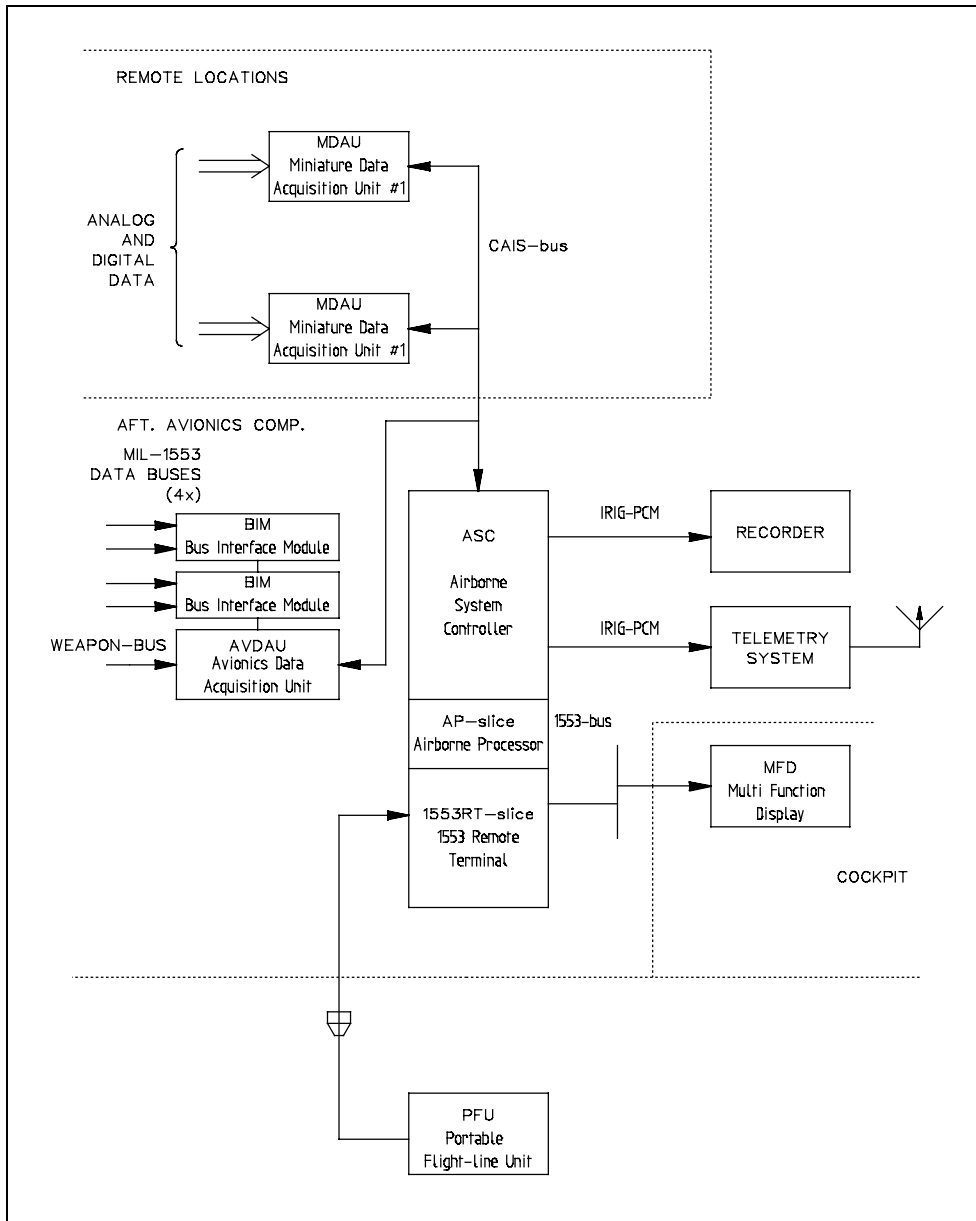 REMOTE LOCATIONS
MDAU
Miniature Data
Acquisition Unit #1
ANALOG
AND
DIGITAL
DATA
CAIS-bus
MDAU
Miniature Data
Acquisition Unit #1
AFT. AVIONICS COMP.
MIL-1553
DATA BUSES
(4x)
BIM
Bus Interface Module
BIM
Bus Interface Module
WEAPON-BUS
AVDAU
Avionics Data
Acquisition Unit
ASC
Airborne
System
Controller
IRIG-PCM
RECORDER
IRIG-PCM
TELEMETRY
SYSTEM
AP-slice
Airborne Processor
1553-bus
1553RT-slice
1553 Remote
Terminal
MFD
Multi Function
Display
COCKPIT
PFU
Portable
Flight-line Unit